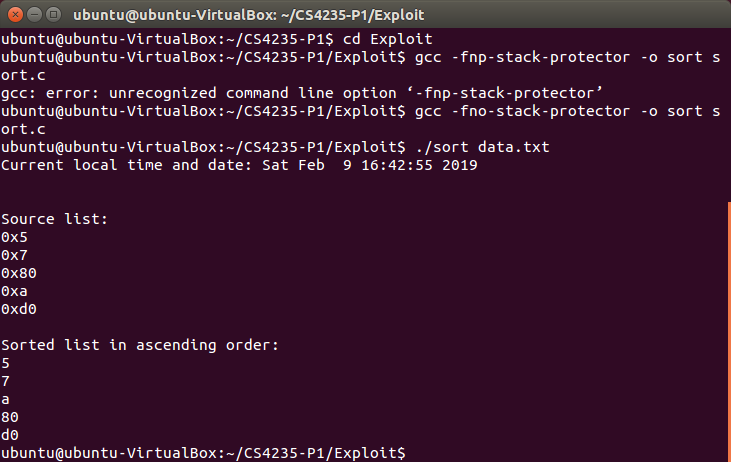 ubuntu@ubuntu-VirtualBox: ~/CS4235-P1/Exploit
ubuntu@ubuntu-VirtualBox:~/CS4235-P1$ cd Exploit
ubuntu@ubuntu-VirtualBox:~/CS4235-P1/Exploit$ gcc -fnp-stack-protector -o sort s
ort.c
gcc: error: unrecognized command line option ‘-fnp-stack-protector’
ubuntu@ubuntu-VirtualBox:~/CS4235-P1/Exploit$ gcc -fno-stack-protector -o sort s
ort.c
ubuntu@ubuntu-VirtualBox:~/CS4235-P1/Exploit$ ./sort data.txt
Current local time and date: Sat Feb  9 16:42:55 2019
Source list:
0x5
0x7
0x80
0xa
0xd0
Sorted list in ascending order:
5
7
a
80
d0
ubuntu@ubuntu-VirtualBox:~/CS4235-P1/Exploit$